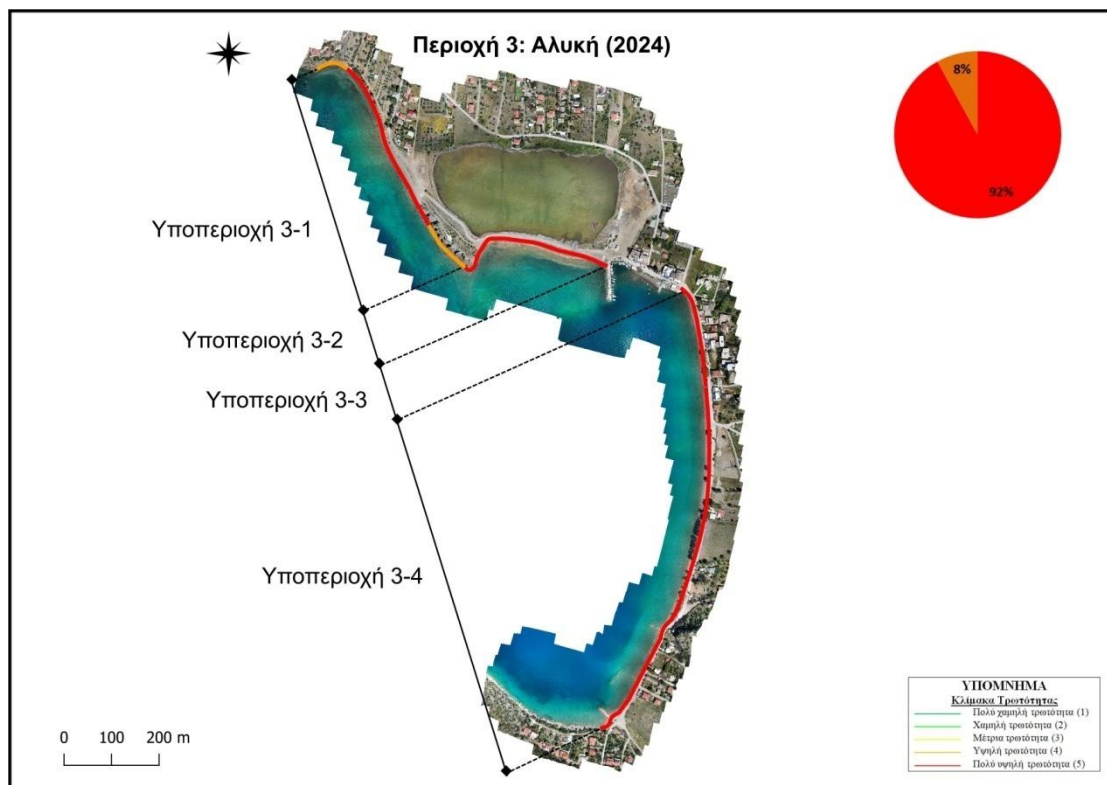 Περιοχή 3: Αλυκή (2024)
8%
92%
Υποπεριοχή 3-1
Υποπεριοχή 3-2
Υποπεριοχή 3-3
Υποπεριοχή 3-4
0 100 200 m
ΥΠΟΜΝΗΜΑ
Κλίμακα Τρωτότητας
Πολύ χαμηλή τρωτότητα (1)
Χαμηλή τρωτότητα (2)
Μέτρια τρωτότητα (3)
Υψηλή τρωτότητα (4)
Πολύ υψηλή τρωτότητα (5)